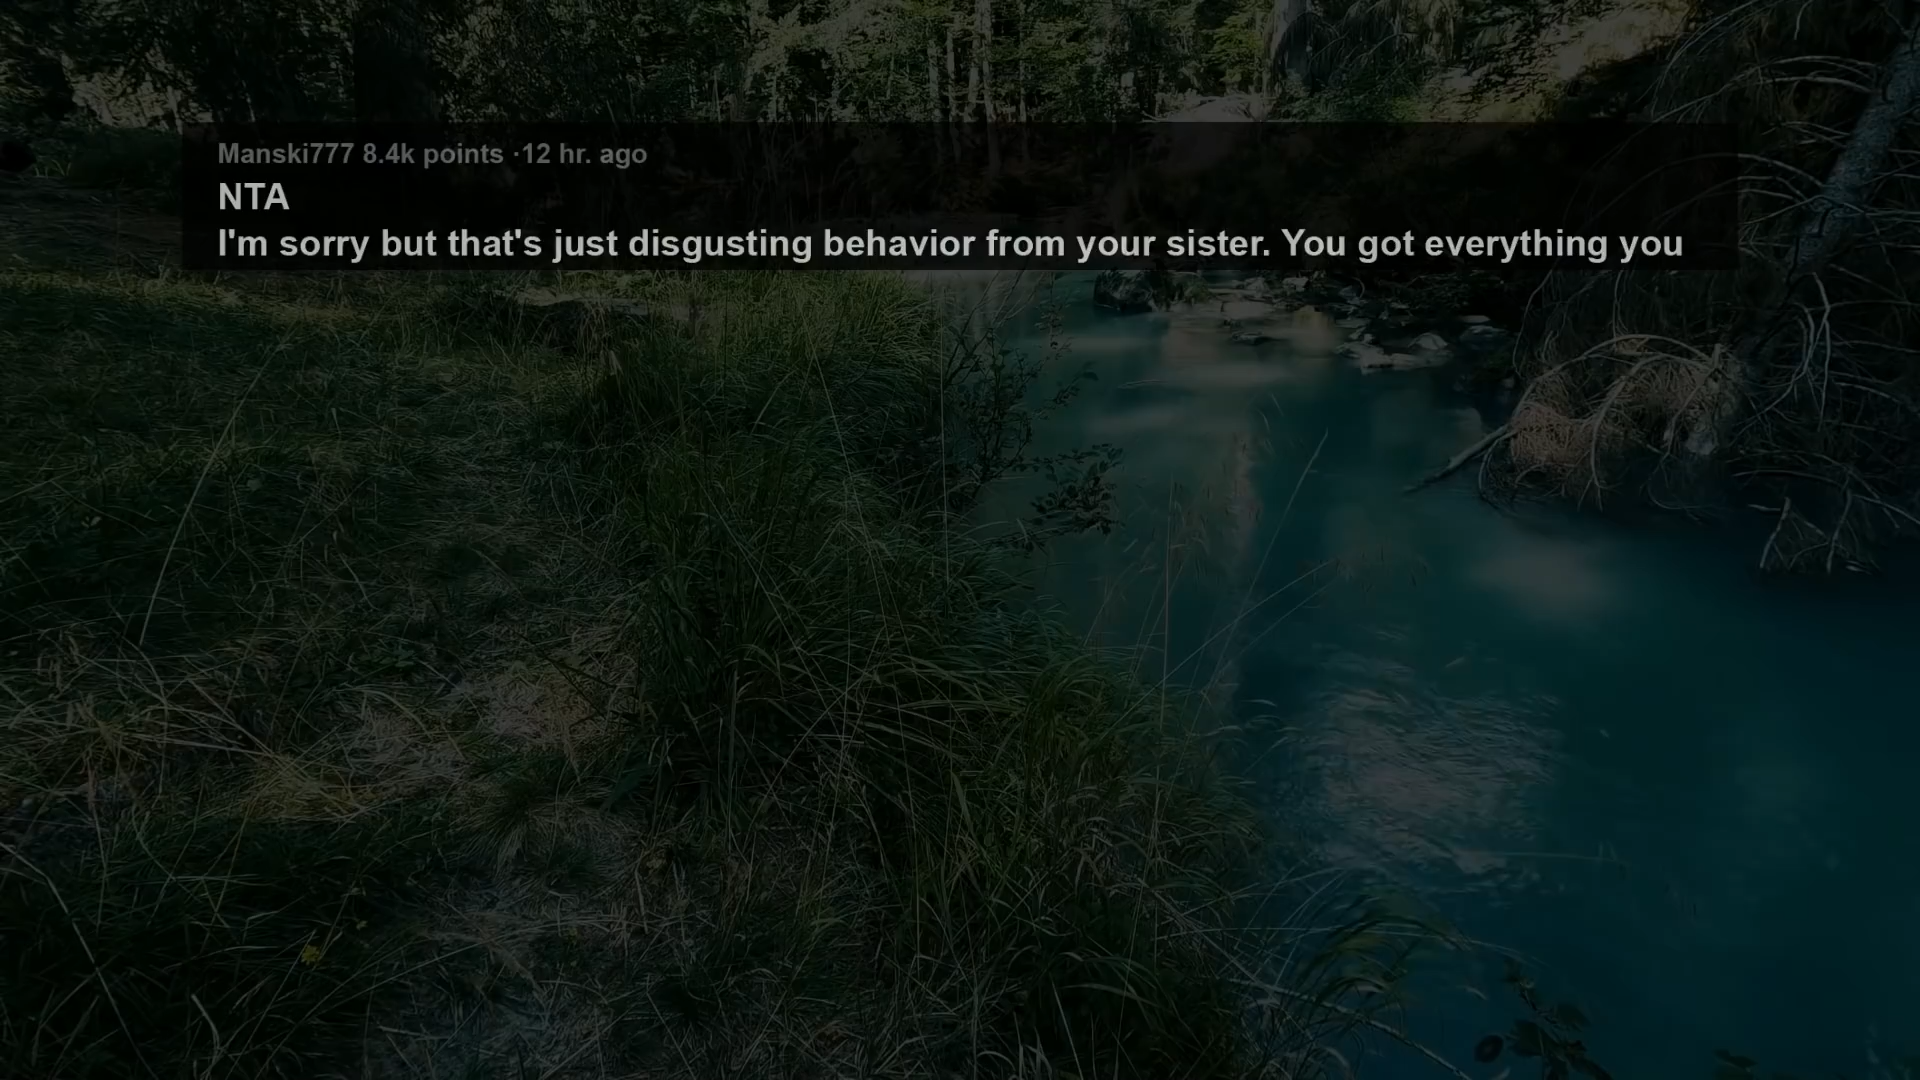 Manski777 8.4k points ·12 hr. ago
NTA
I'm sorry but that's just disgusting behavior from your sister. You got everything you